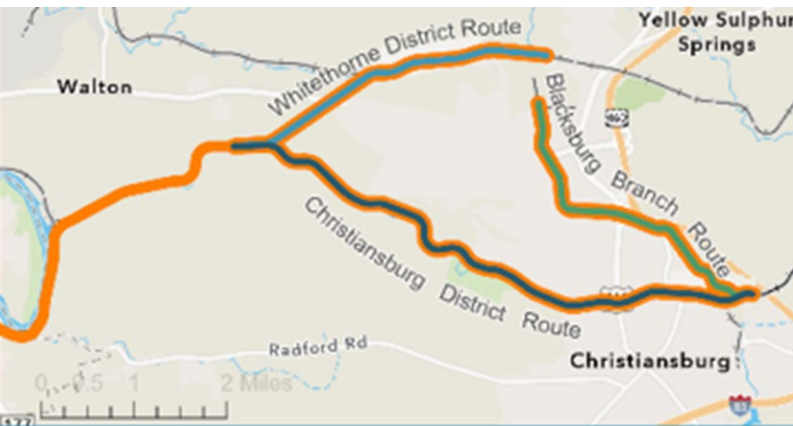 Yellow Sulphur
Springs
Walton
Whitethorne District Route
Blacksburg Branch Route
Christiansburg District Route
Radford Rd
Christiansburg
0 0.5 1 2 Miles
177